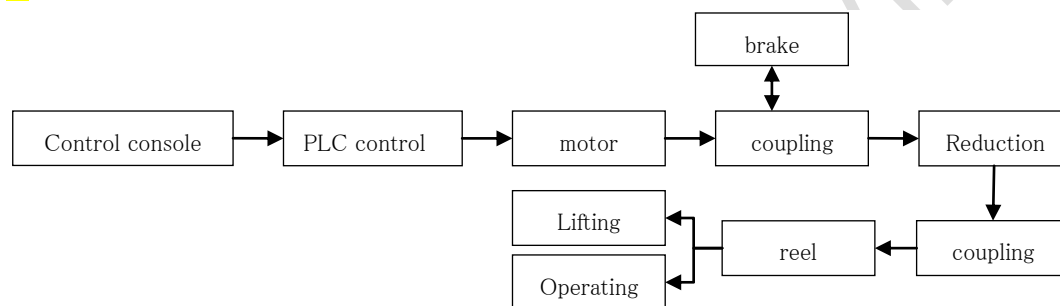 brake
Control console
PLC control
motor
coupling
Reduction
Lifting
reel
coupling
Operating